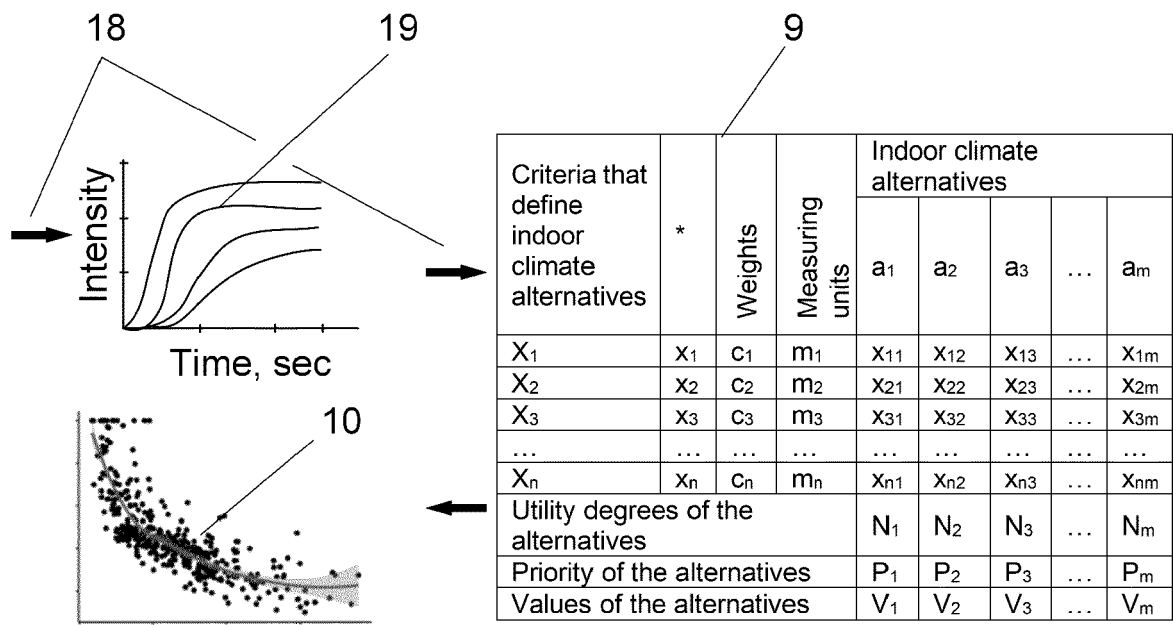 18
19
9
Intensity
Time, sec
10
Criteria that
define
indoor
climate
alternatives
*
Weights
Measuring
units
Indoor climate
alternatives
a1 a2 a3 ... am
X1 x1 c1 m1 x11 x12 x13 ... x1m
X2 x2 c2 m2 x21 x22 x23 ... x2m
X3 x3 c3 m3 x31 x32 x33 ... x3m
... ... ... ... ... ... ... ... ...
Xn xn cn mn xn1 xn2 xn3 ... xnm
Utility degrees of the
alternatives
N1 N2 N3 ... Nm
Priority of the alternatives P1 P2 P3 ... Pm
Values of the alternatives V1 V2 V3 ... Vm